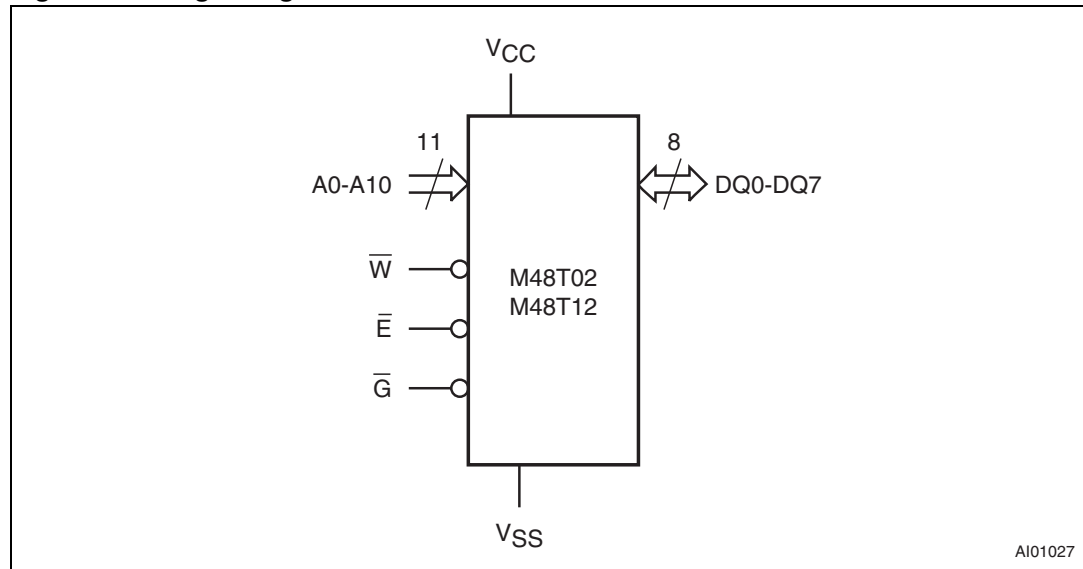 VCC
11
8
A0-A10
DQ0-DQ7
W̅
M48T02
M48T12
E̅
G̅
VSS
AI01027